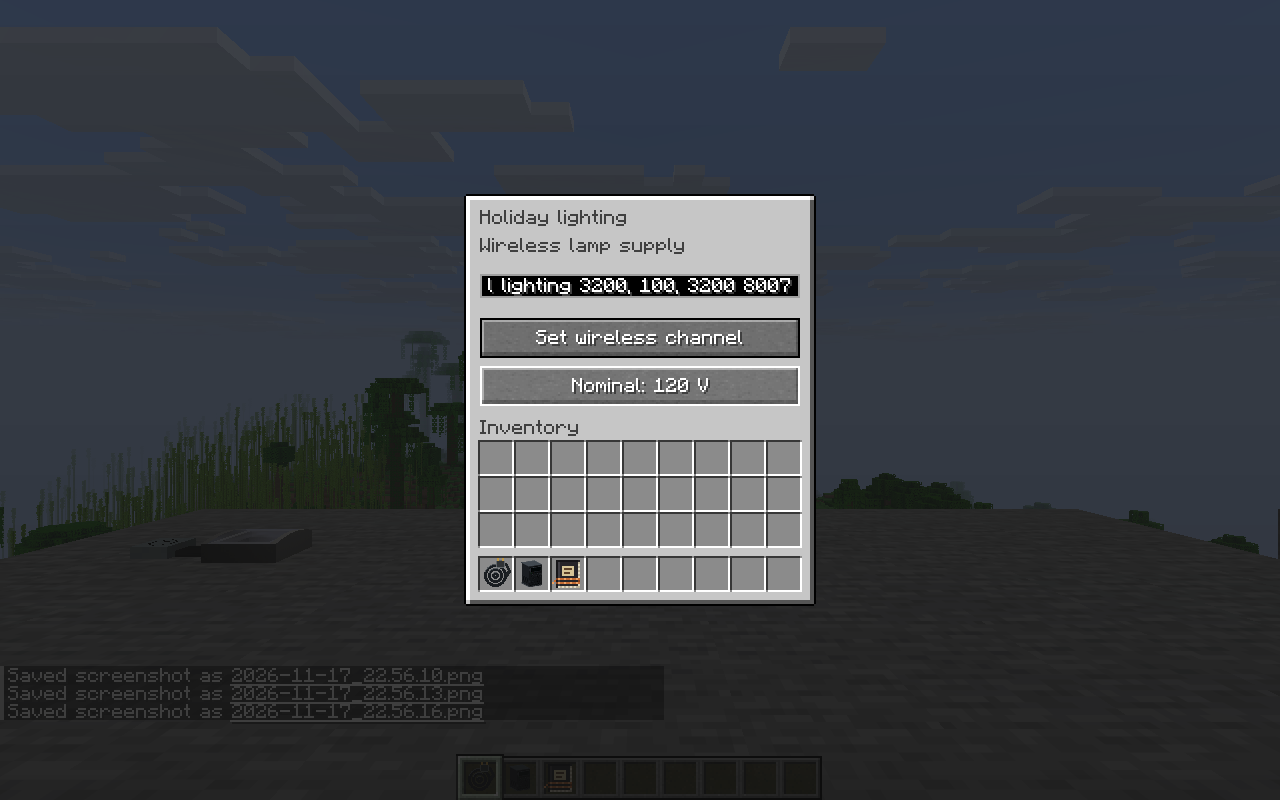 Holiday lighting
Wireless lamp supply
l lighting 3200, 100, 3200 8007
Set wireless channel
Nominal: 120 V
Inventory
Saved screenshot as 2026-11-17_22.56.10.png
Saved screenshot as 2026-11-17_22.56.13.png
Saved screenshot as 2026-11-17_22.56.16.png